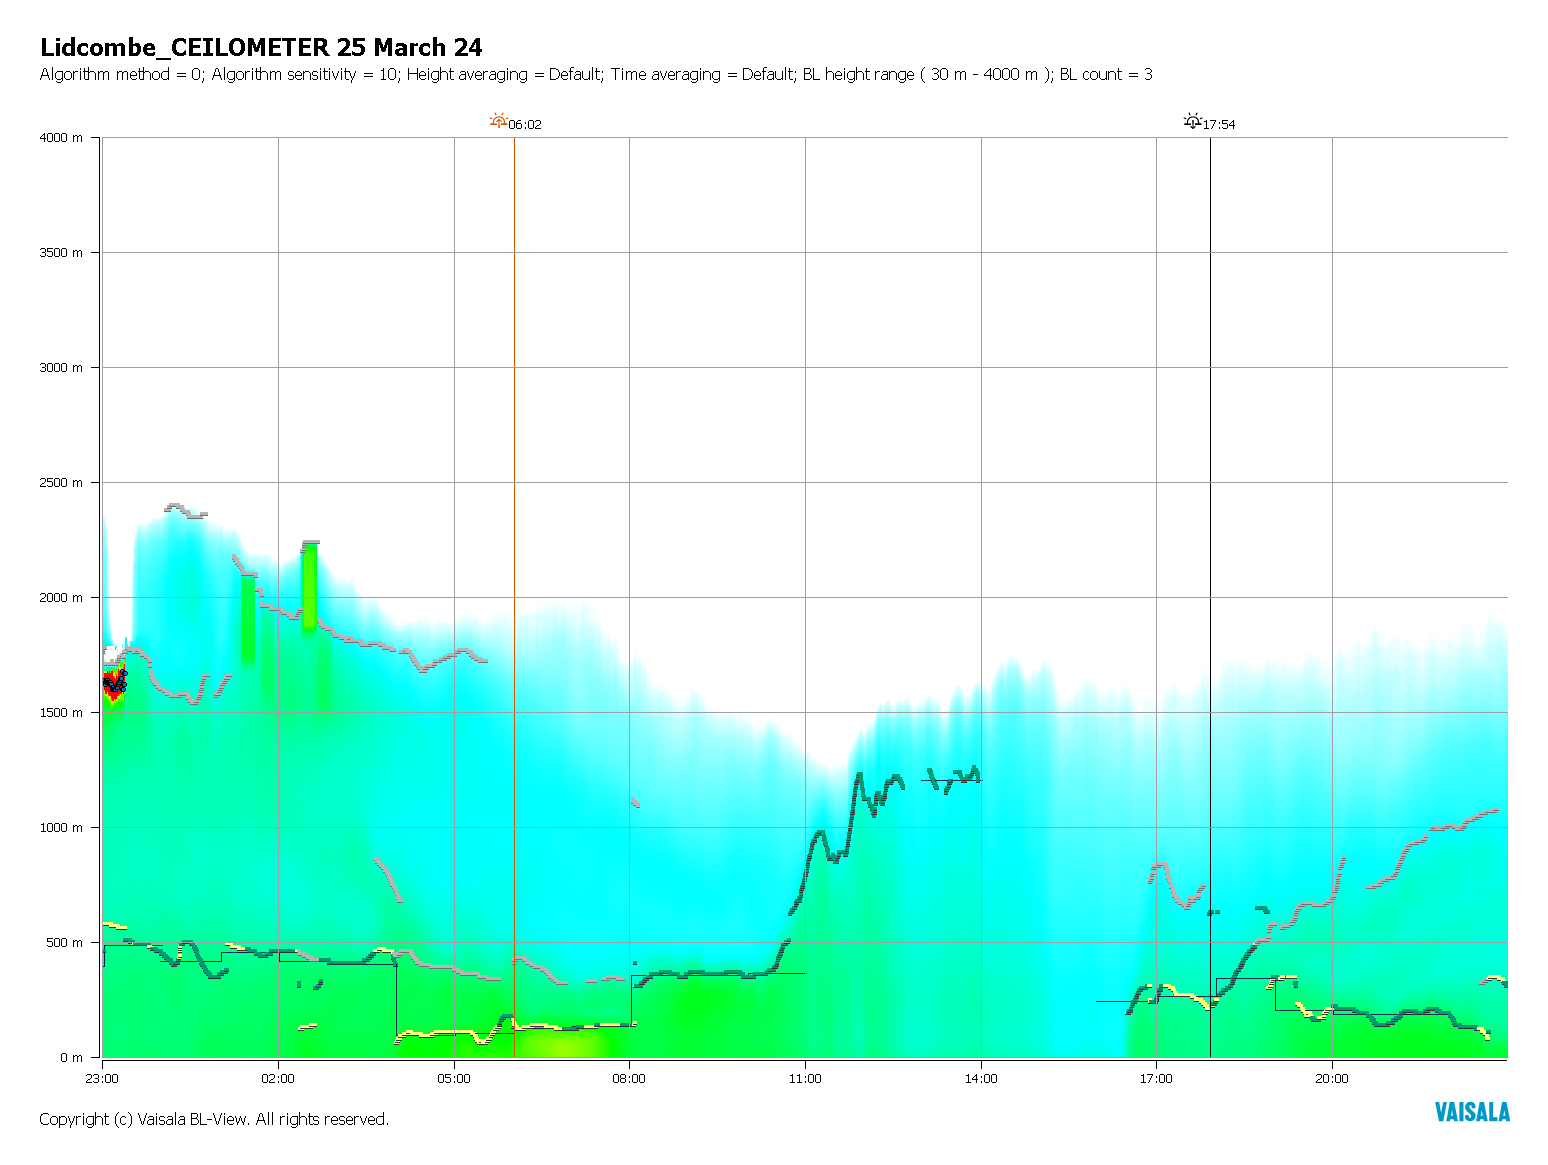 Lidcombe_CEILOMETER 25 March 24
Algorithm method = 0; Algorithm sensitivity = 10; Height averaging = Default; Time averaging = Default; BL height range ( 30 m - 4000 m ); BL count = 3
06:02
17:54
4000 m
3500 m
3000 m
2500 m
2000 m
1500 m
1000 m
500 m
0 m
23:00
02:00
05:00
08:00
11:00
14:00
17:00
20:00
Copyright (c) Vaisala BL-View. All rights reserved.
VAISALA